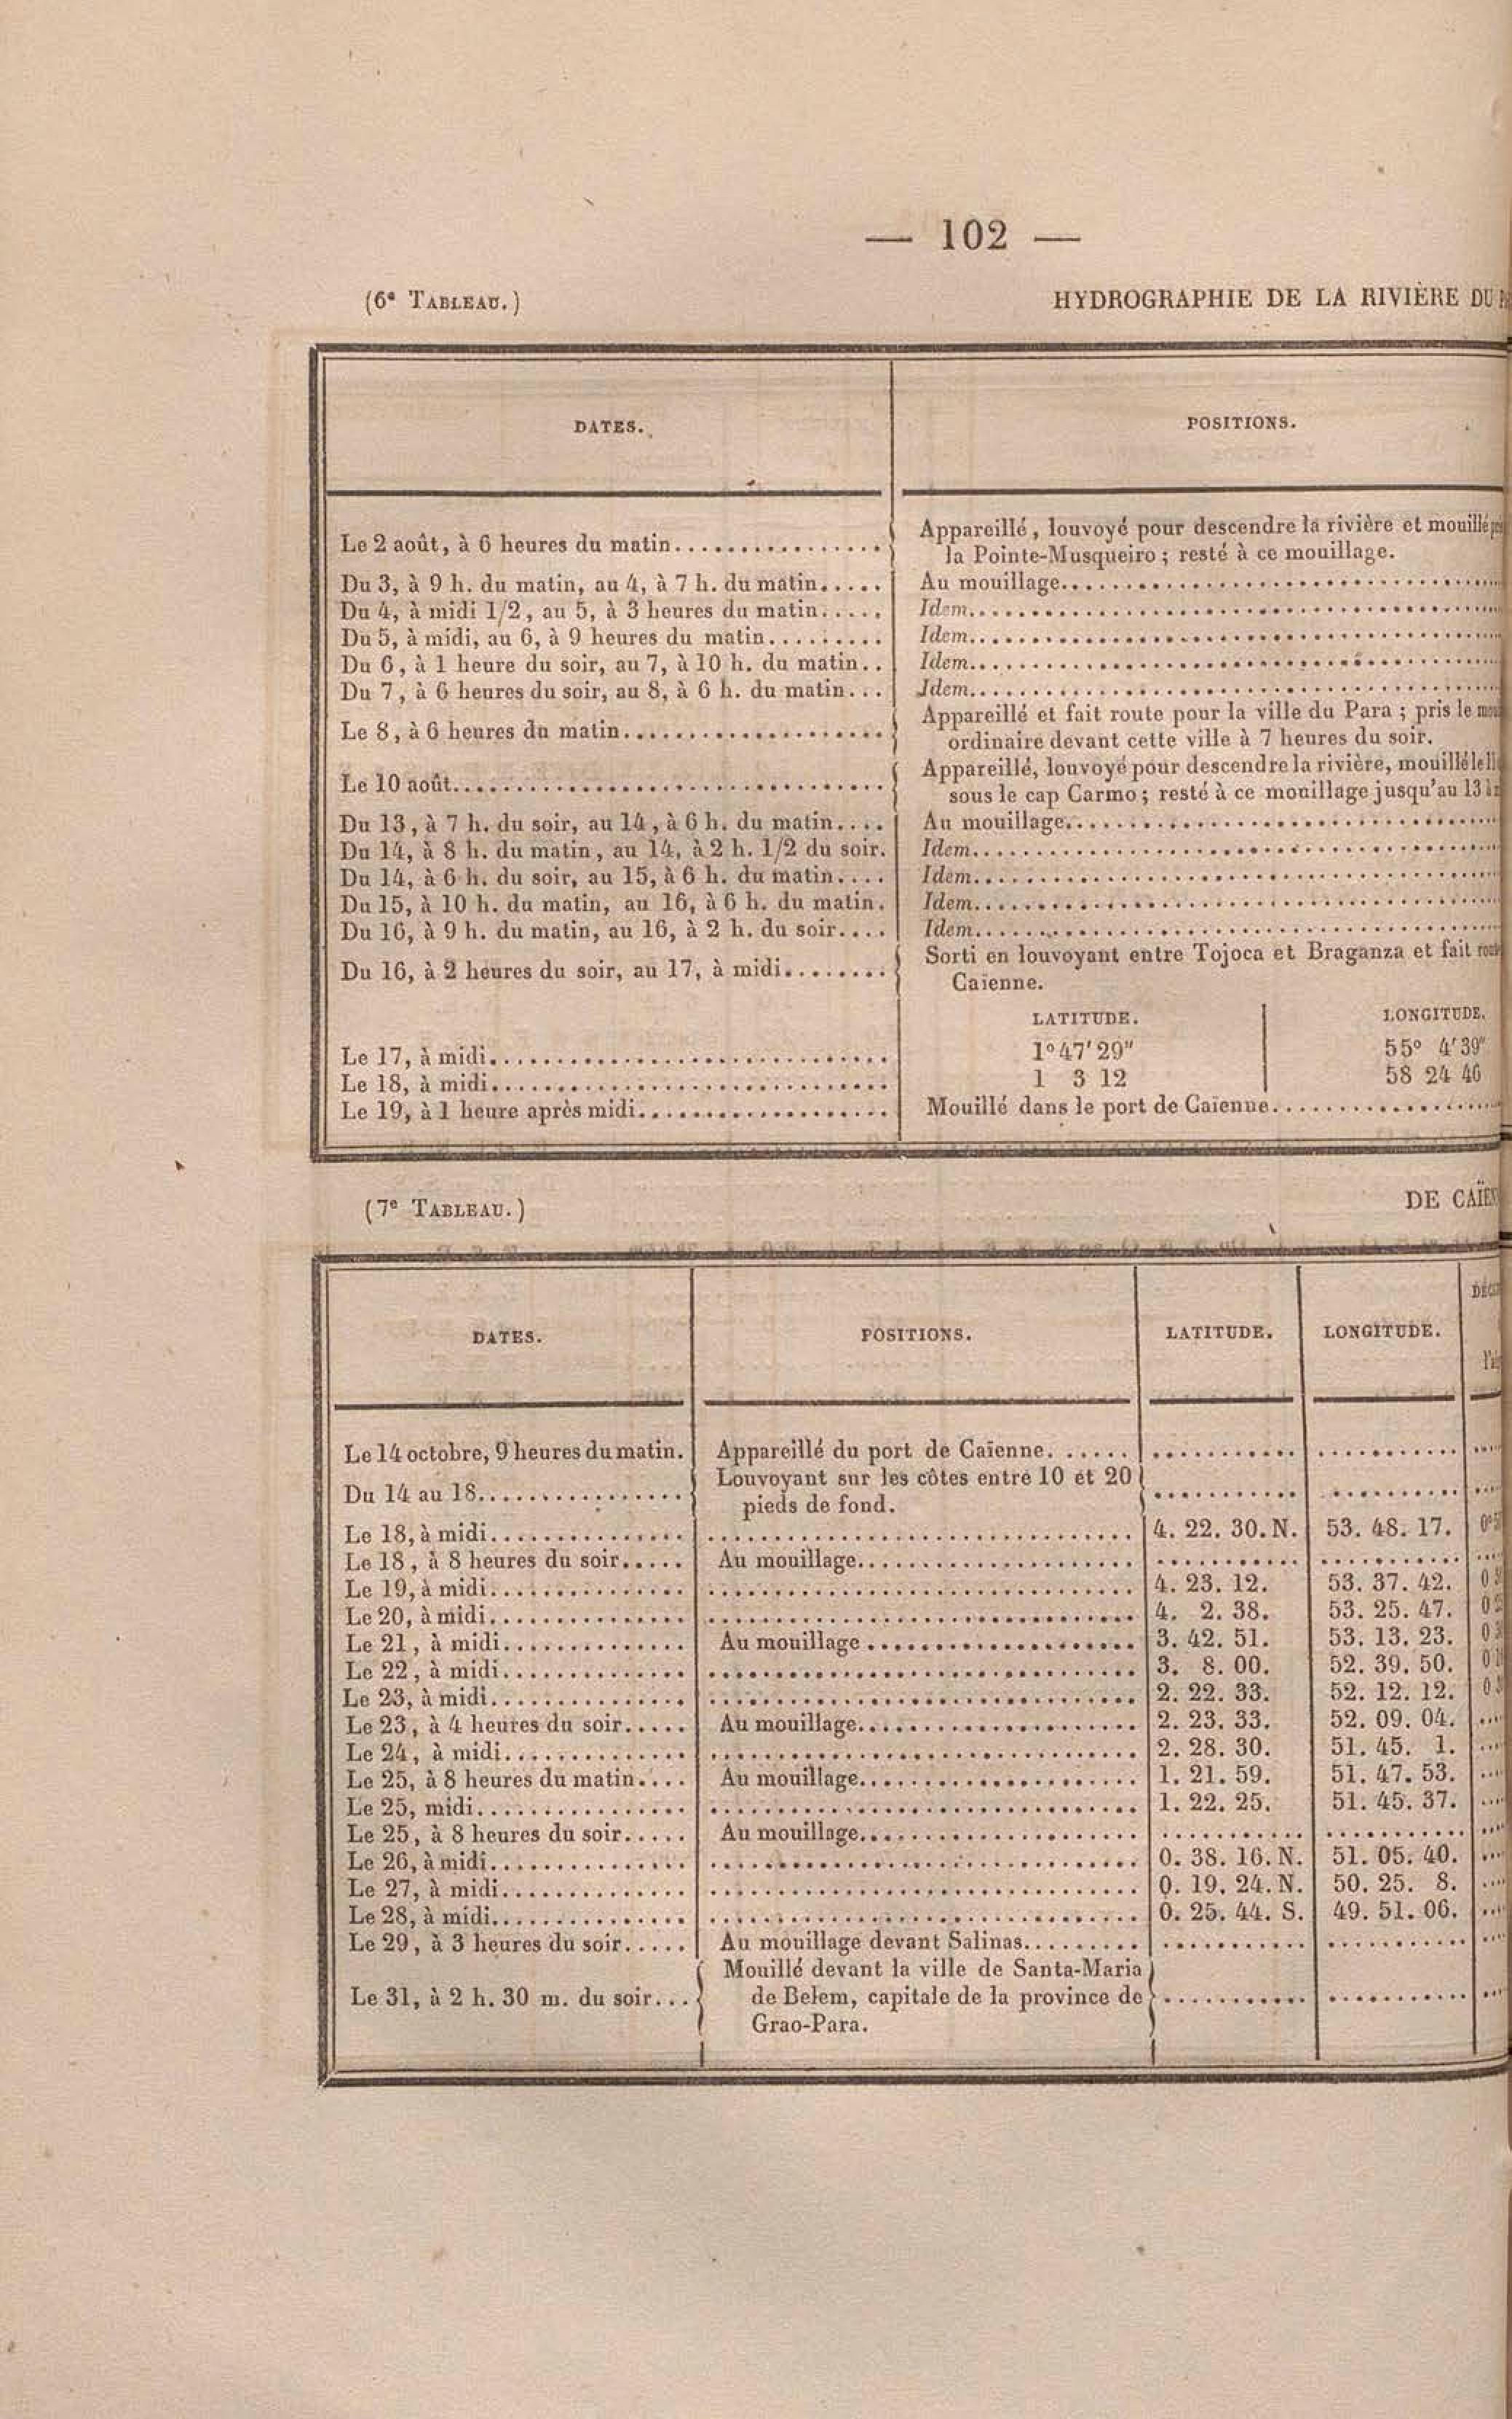 — 102 —
(6e TABLEAU.) HYDROGRAPHIE DE LA RIVIÈRE DU
DATES. POSITIONS.
Le 2 août, à 6 heures du matin................ Appareillé, louvoyé pour descendre la rivière et mouillé
la Pointe-Musqueiro ; resté à ce mouillage.
Du 3, à 9 h. du matin, au 4, à 7 h. du matin..... Au mouillage...
Du 4, à midi 1/2, au 5, à 3 heures du matin..... Idem...
Du 5, à midi, au 6, à 9 heures du matin......... Idem...
Du 6, à 1 heure du soir, au 7, à 10 h. du matin.. Idem...
Du 7, à 6 heures du soir, au 8, à 6 h. du matin... Idem...
Le 8, à 6 heures du matin.................... Appareillé et fait route pour la ville du Para ; pris le
ordinaire devant cette ville à 7 heures du soir.
Le 10 août................................. Appareillé, louvoyé pour descendre la rivière, mouillé le
sous le cap Carmo ; resté à ce mouillage jusqu'au 13 à
Du 13, à 7 h. du soir, au 14, à 6 h. du matin.... Au mouillage...
Du 14, à 8 h. du matin, au 14, à 2 h. 1/2 du soir. Idem...
Du 14, à 6 h. du soir, au 15, à 6 h. du matin.... Idem...
Du 15, à 10 h. du matin, au 16, à 6 h. du matin. Idem...
Du 16, à 9 h. du matin, au 16, à 2 h. du soir.... Idem...
Du 16, à 2 heures du soir, au 17, à midi........ Sorti en louvoyant entre Tojoca et Braganza et fait
Caïenne.
LATITUDE. LONGITUDE.
Le 17, à midi............................... 1° 47' 29" 55° 4' 39"
Le 18, à midi............................... 1 3 12 58 24 46
Le 19, à 1 heure après midi................... Mouillé dans le port de Caïenne...
(7e TABLEAU.) DE
DATES. POSITIONS. LATITUDE. LONGITUDE.
Le 14 octobre, 9 heures du matin. Appareillé du port de Caïenne. .....
Du 14 au 18................ Louvoyant sur les côtes entre 10 et 20
pieds de fond.
Le 18, à midi............... 4. 22. 30. N. 53. 48. 17.
Le 18, à 8 heures du soir..... Au mouillage...
Le 19, à midi............... 4. 23. 12. 53. 37. 42.
Le 20, à midi............... 4. 2. 38. 53. 25. 47.
Le 21, à midi.............. Au mouillage ... 3. 42. 51. 53. 13. 23.
Le 22, à midi.............. 3. 8. 00. 52. 39. 50.
Le 23, à midi............... 2. 22. 33. 52. 12. 12.
Le 23, à 4 heures du soir..... Au mouillage... 2. 23. 33. 52. 09. 04.
Le 24, à midi.............. 2. 28. 30. 51. 45. 1.
Le 25, à 8 heures du matin.... Au mouillage... 1. 21. 59. 51. 47. 53.
Le 25, midi................ 1. 22. 25. 51. 45. 37.
Le 25, à 8 heures du soir..... Au mouillage...
Le 26, à midi............... 0. 38. 16. N. 51. 05. 40.
Le 27, à midi.............. 0. 19. 24. N. 50. 25. 8.
Le 28, à midi............... 0. 25. 44. S. 49. 51. 06.
Le 29, à 3 heures du soir..... Au mouillage devant Salinas.........
Mouillé devant la ville de Santa-Maria
Le 31, à 2 h. 30 m. du soir... de Belem, capitale de la province de
Grao-Para.